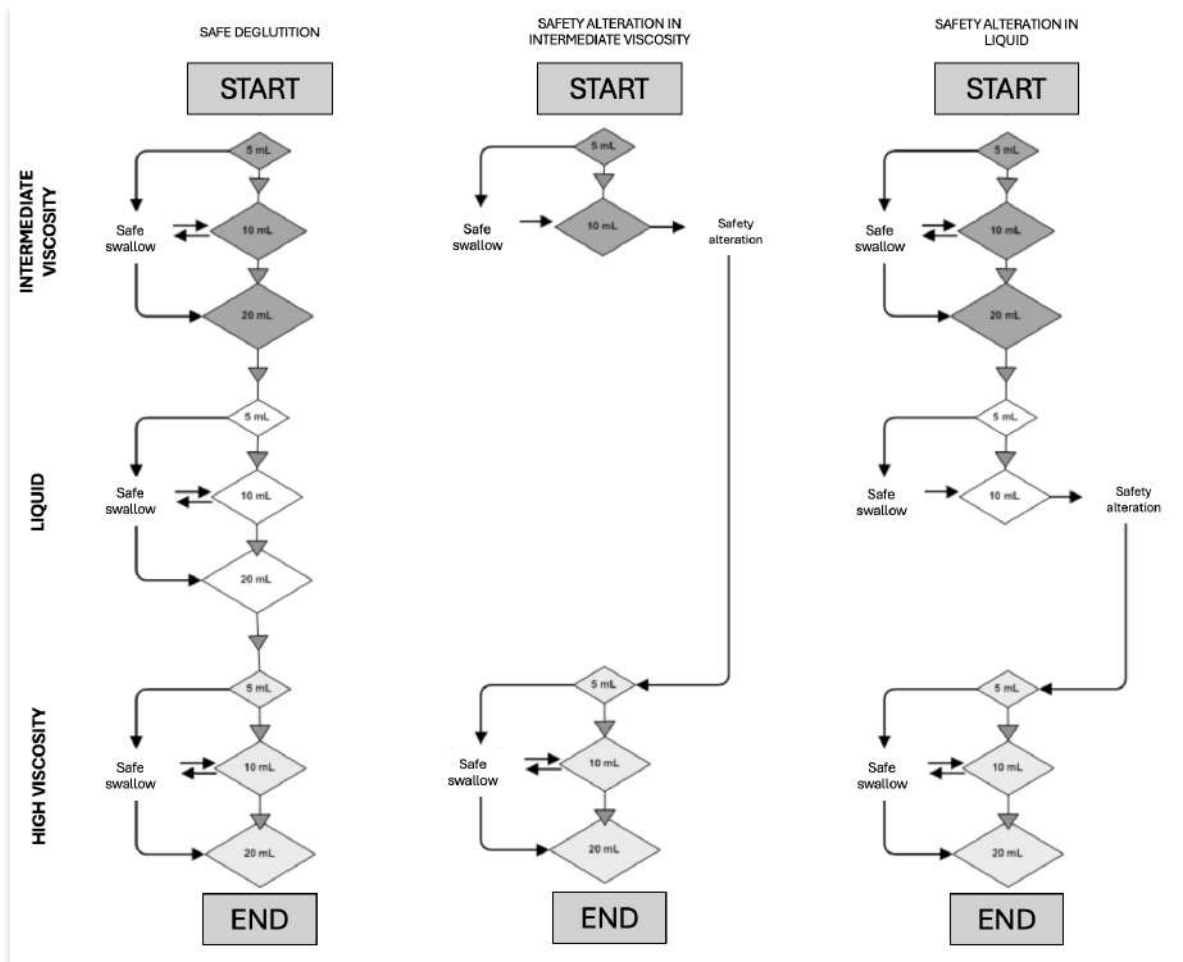 SAFE DEGLUTITION
SAFETY ALTERATION IN
INTERMEDIATE VISCOSITY
SAFETY ALTERATION IN
LIQUID
START
START
START
INTERMEDIATE
VISCOSITY
5 mL
5 mL
5 mL
Safe
swallow
10 mL
Safe
swallow
10 mL
Safety
alteration
Safe
swallow
10 mL
20 mL
20 mL
LIQUID
5 mL
5 mL
Safe
swallow
10 mL
Safe
swallow
10 mL
Safety
alteration
20 mL
HIGH VISCOSITY
5 mL
5 mL
5 mL
Safe
swallow
10 mL
Safe
swallow
10 mL
Safe
swallow
10 mL
20 mL
20 mL
20 mL
END
END
END